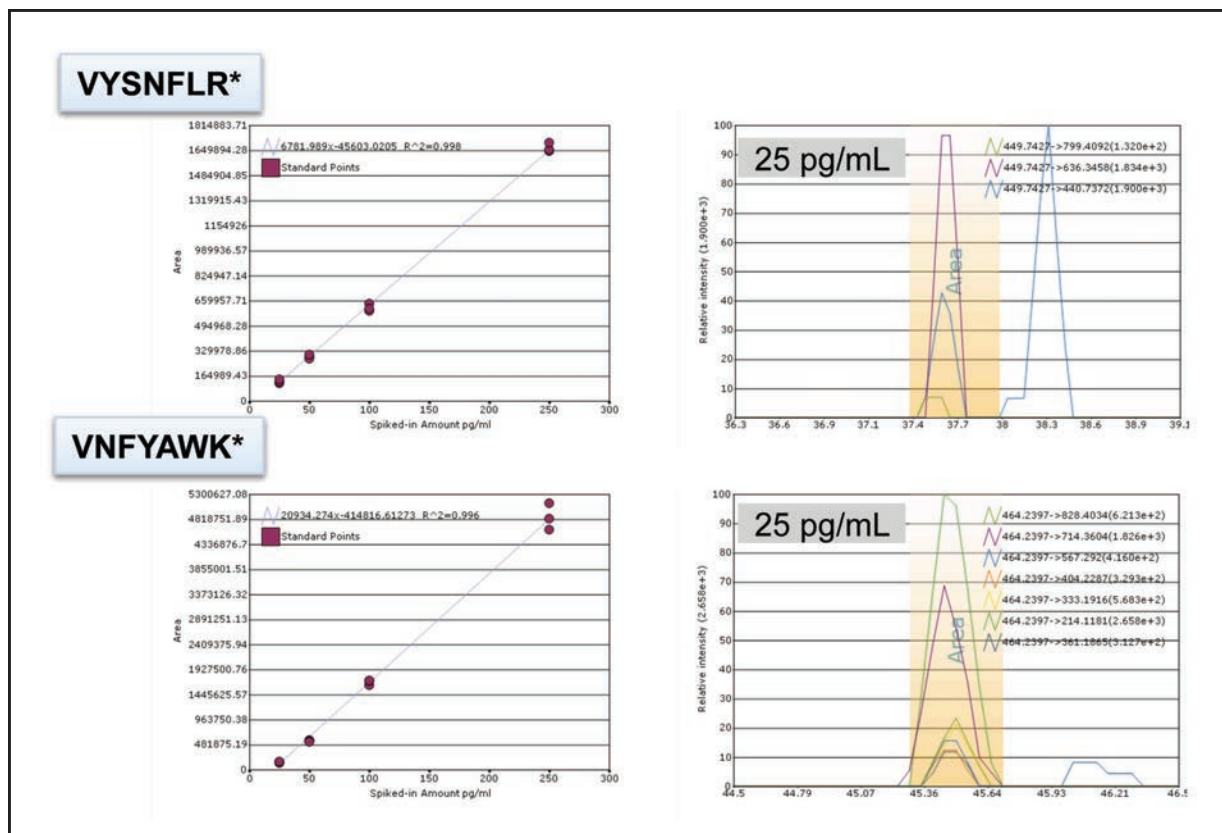 VYSNFLR*
1814883.71
1649894.28
1484904.85
1319915.43
1154926
989936.57
824947.14
659957.71
494968.28
329978.86
164989.43
0
Area
6781.989x-45603.0205 R^2=0.998
Standard Points
0 50 100 150 200 250 300
Spiked-in Amount pg/ml
25 pg/mL
100
90
80
70
60
50
40
30
20
10
0
Relative intensity (1.900e+3)
Area
449.7427->799.4092(1.320e+2)
449.7427->636.3458(1.834e+3)
449.7427->440.7372(1.900e+3)
36.3 36.6 36.9 37.1 37.4 37.7 38 38.3 38.6 38.9 39.1
VNFYAWK*
5300627.08
4818751.89
4336876.7
3855001.51
3373126.32
2891251.13
2409375.94
1927500.76
1445625.57
963750.38
481875.19
0
Area
20934.274x-414816.61273 R^2=0.996
Standard Points
0 50 100 150 200 250 300
Spiked-in Amount pg/ml
25 pg/mL
100
90
80
70
60
50
40
30
20
10
0
Relative intensity (2.658e+3)
Area
464.2397->828.4034(6.213e+2)
464.2397->714.3604(1.826e+3)
464.2397->567.292(4.160e+2)
464.2397->404.2287(3.293e+2)
464.2397->333.1916(5.683e+2)
464.2397->214.1181(2.658e+3)
464.2397->361.1865(3.127e+2)
44.5 44.79 45.07 45.36 45.64 45.93 46.21 46.5